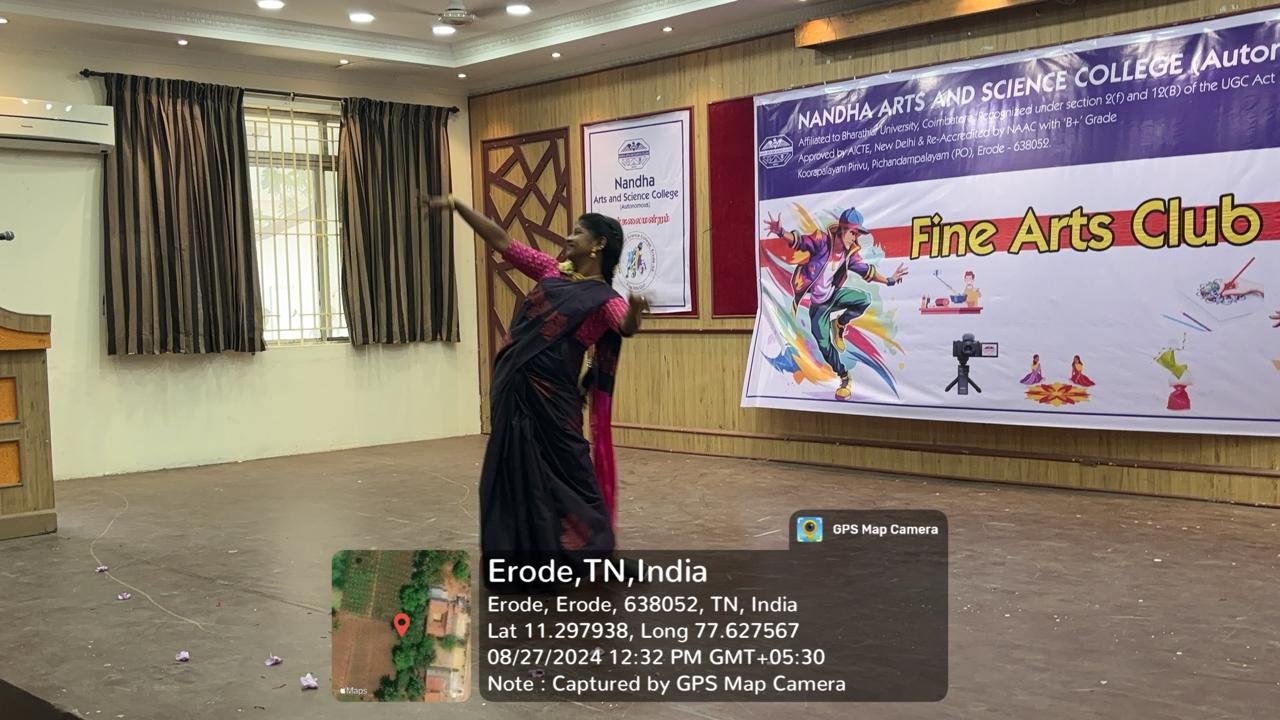 NANDHA ARTS AND SCIENCE COLLEGE (Auton
Affiliated to Bharathiar University, Coimbatore, Recognized under section 2(f) and 12(B) of the UGC Act
Approved by AICTE, New Delhi & Re-Accredited by NAAC with 'B+' Grade
Koorapalayam Pirivu, Pichandampalayam (PO), Erode - 638052.
Fine Arts Club
Nandha
Arts and Science College
(Autonomous)
GPS Map Camera
Erode,TN,India
Erode, Erode, 638052, TN, India
Lat 11.297938, Long 77.627567
08/27/2024 12:32 PM GMT+05:30
Note : Captured by GPS Map Camera
Maps